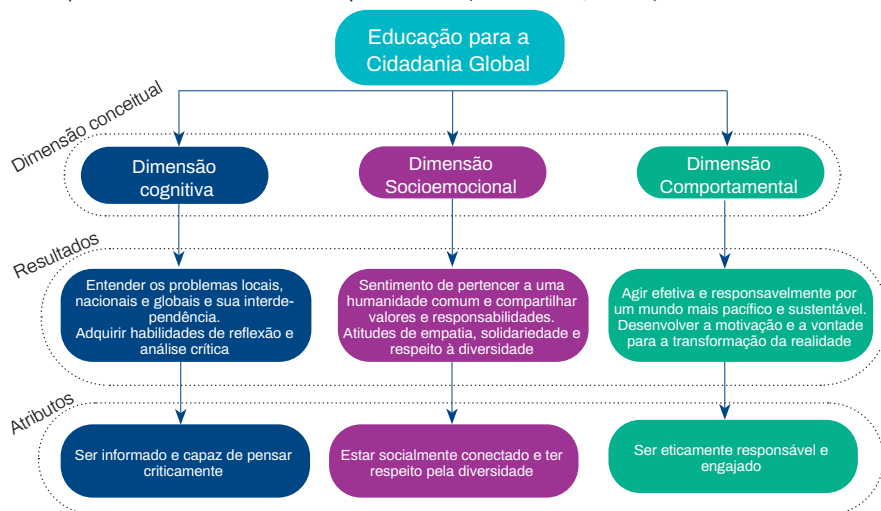 Educação para a
Cidadania Global
Dimensão conceitual
Dimensão
cognitiva
Dimensão
Socioemocional
Dimensão
Comportamental
Resultados
Entender os problemas locais,
nacionais e globais e sua interde-
pendência.
Adquirir habilidades de reflexão e
análise crítica
Sentimento de pertencer a uma
humanidade comum e compartilhar
valores e responsabilidades.
Atitudes de empatia, solidariedade e
respeito à diversidade
Agir efetiva e responsavelmente por
um mundo mais pacífico e sustentável.
Desenvolver a motivação e a vontade
para a transformação da realidade
Atributos
Ser informado e capaz de pensar
criticamente
Estar socialmente conectado e ter
respeito pela diversidade
Ser eticamente responsável e
engajado